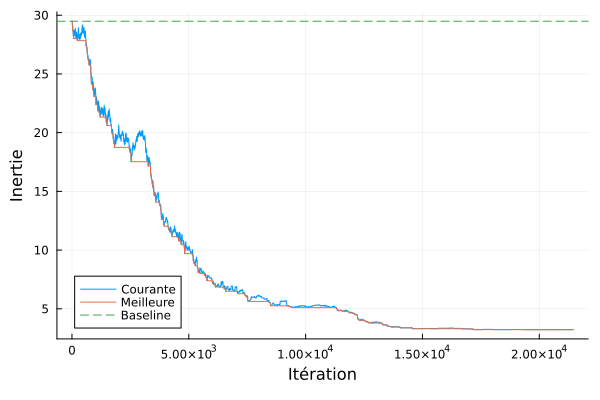 30
25
20
15
10
5
Inertie
Courante
Meilleure
Baseline
0
5.00×10³
1.00×10⁴
1.50×10⁴
2.00×10⁴
Itération